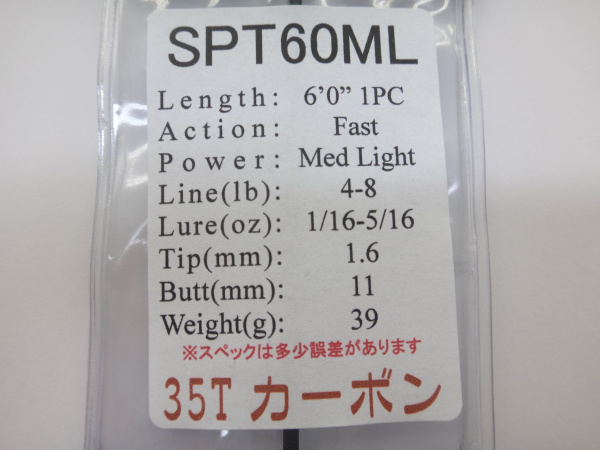 SPT60ML
Length: 6'0” 1PC
Action: Fast
Power: Med Light
Line(lb): 4-8
Lure(oz): 1/16-5/16
Tip(mm): 1.6
Butt(mm): 11
Weight(g): 39
※スペックは多少誤差があります
35T カーボン